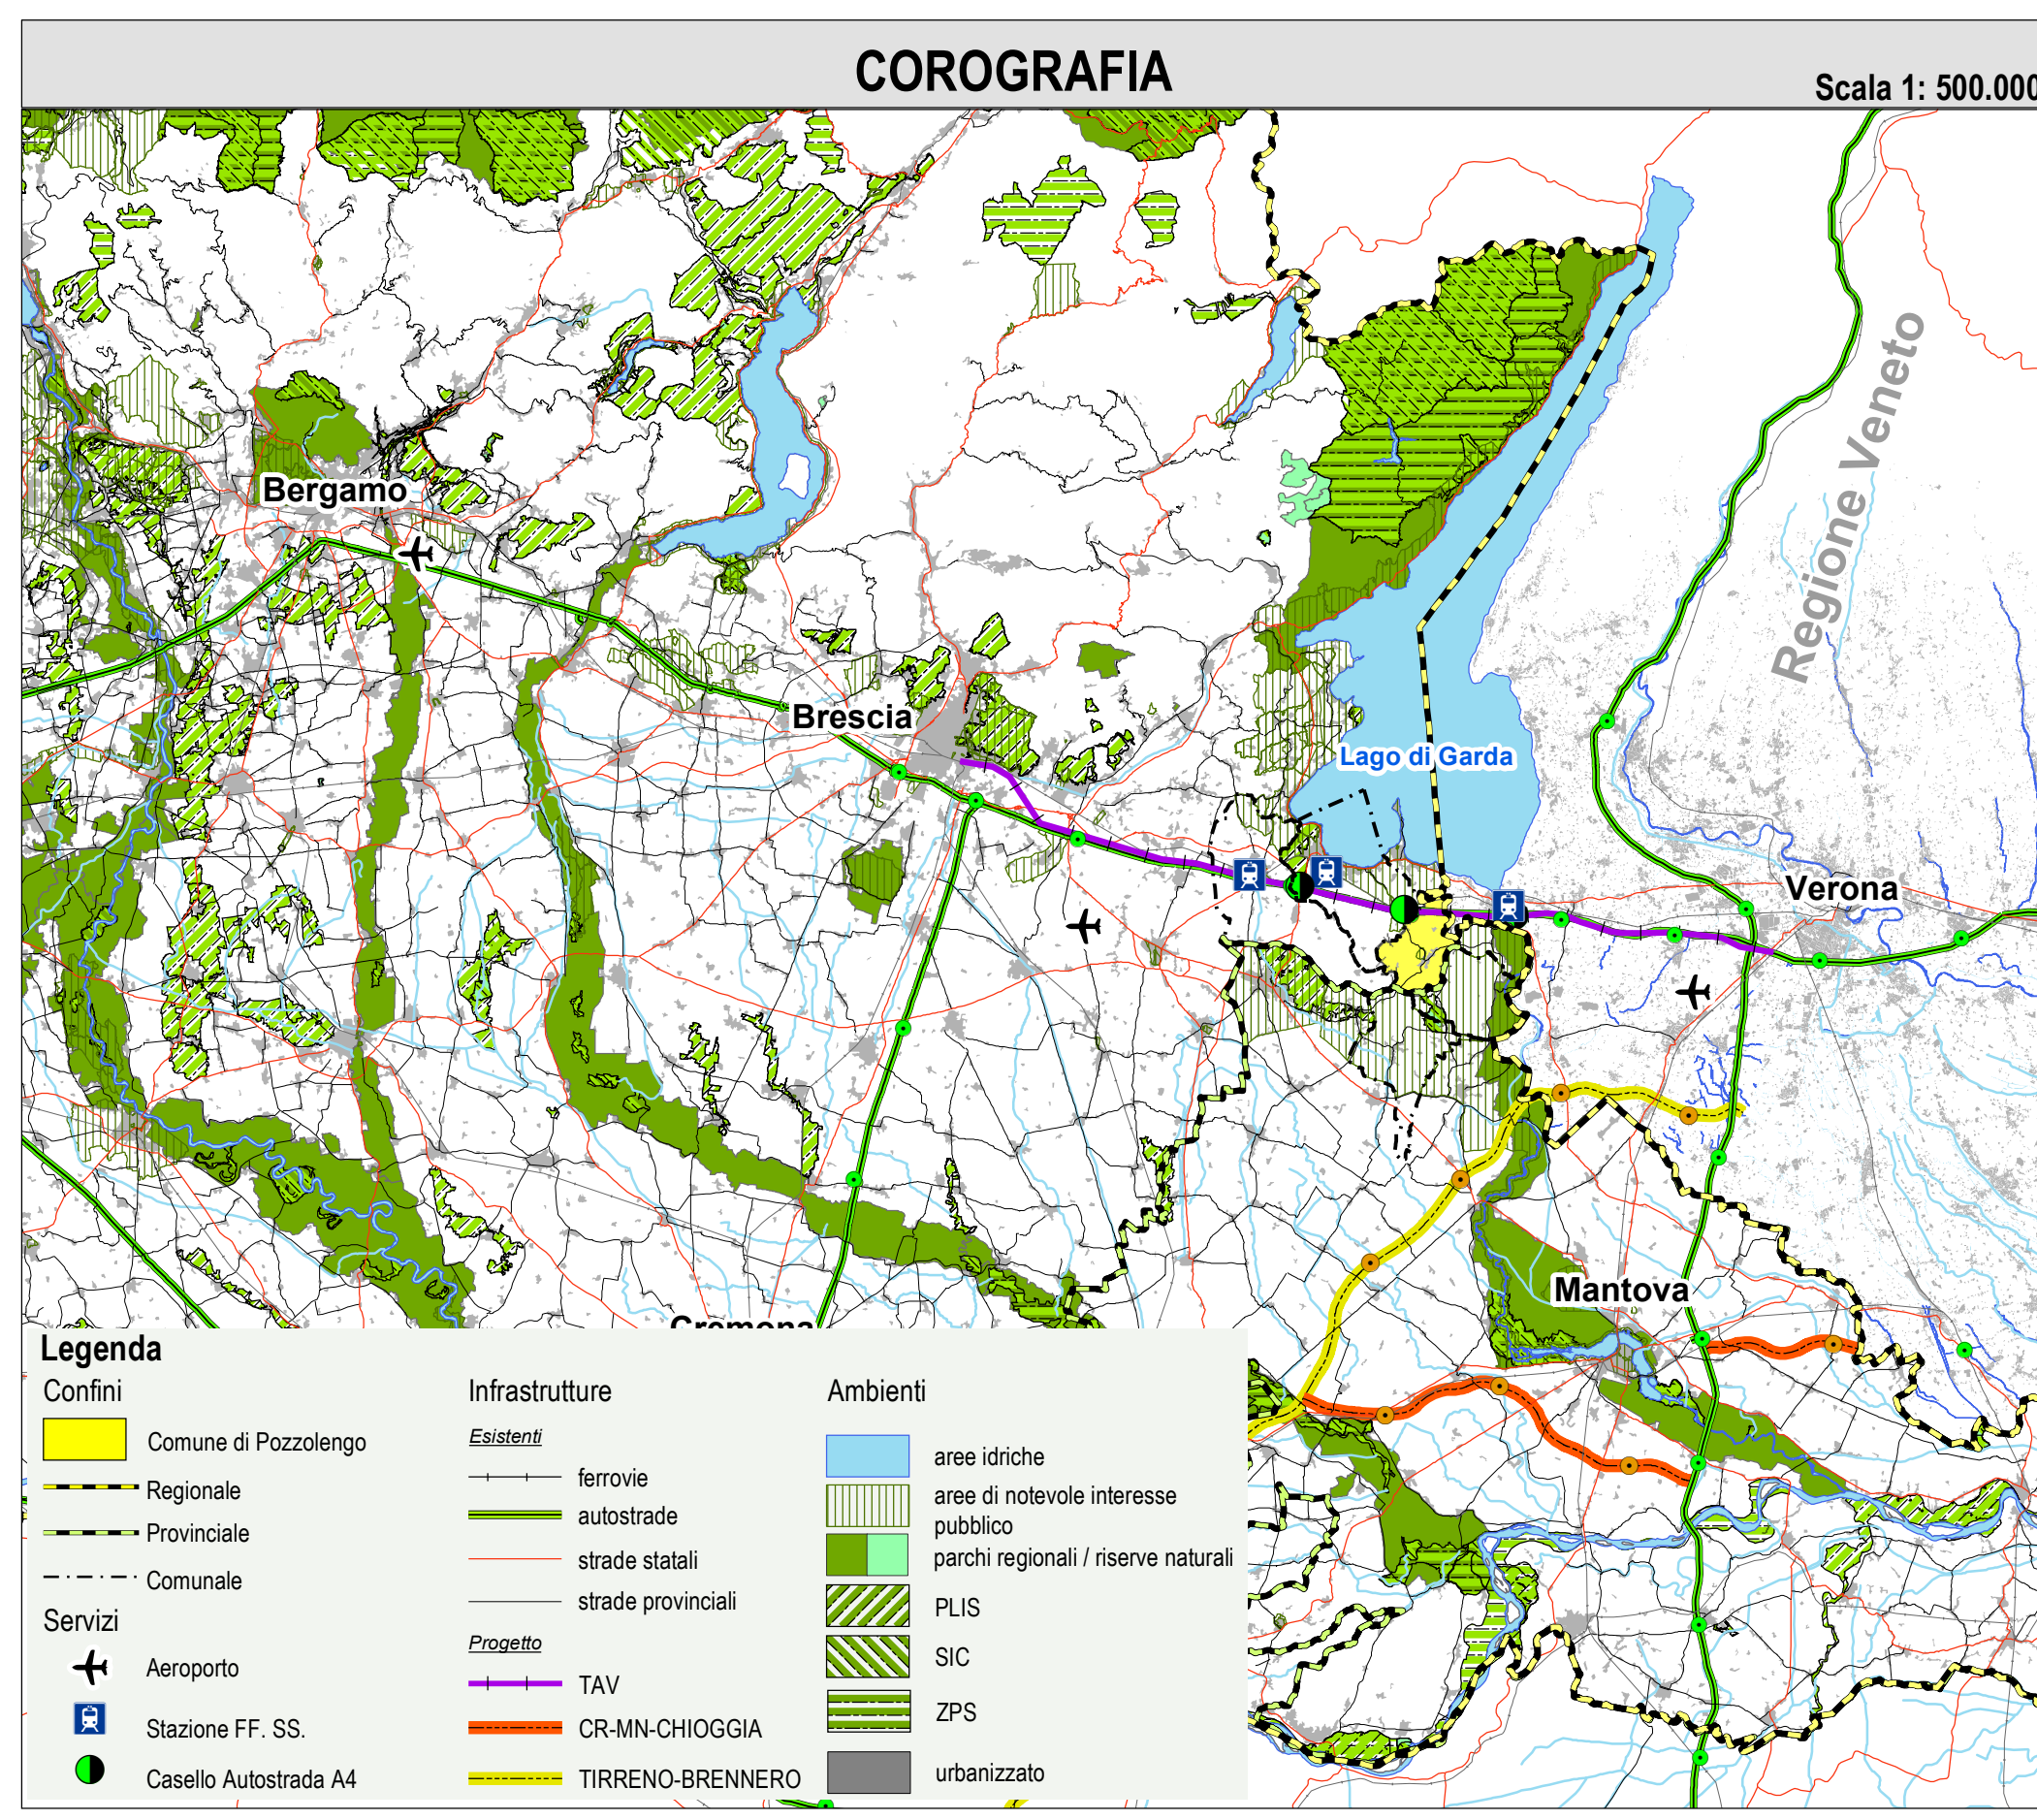 COROGRAFIA
Scala 1: 500.000
Regione Veneto
Bergamo
Brescia
Lago di Garda
Verona
Mantova
Cremona
Legenda
Confini
Comune di Pozzolengo
Regionale
Provinciale
Comunale
Servizi
Aeroporto
Stazione FF. SS.
Casello Autostrada A4
Infrastrutture
Esistenti
ferrovie
autostrade
strade statali
strade provinciali
Progetto
TAV
CR-MN-CHIOGGIA
TIRRENO-BRENNERO
Ambienti
aree idriche
aree di notevole interesse
pubblico
parchi regionali / riserve naturali
PLIS
SIC
ZPS
urbanizzato